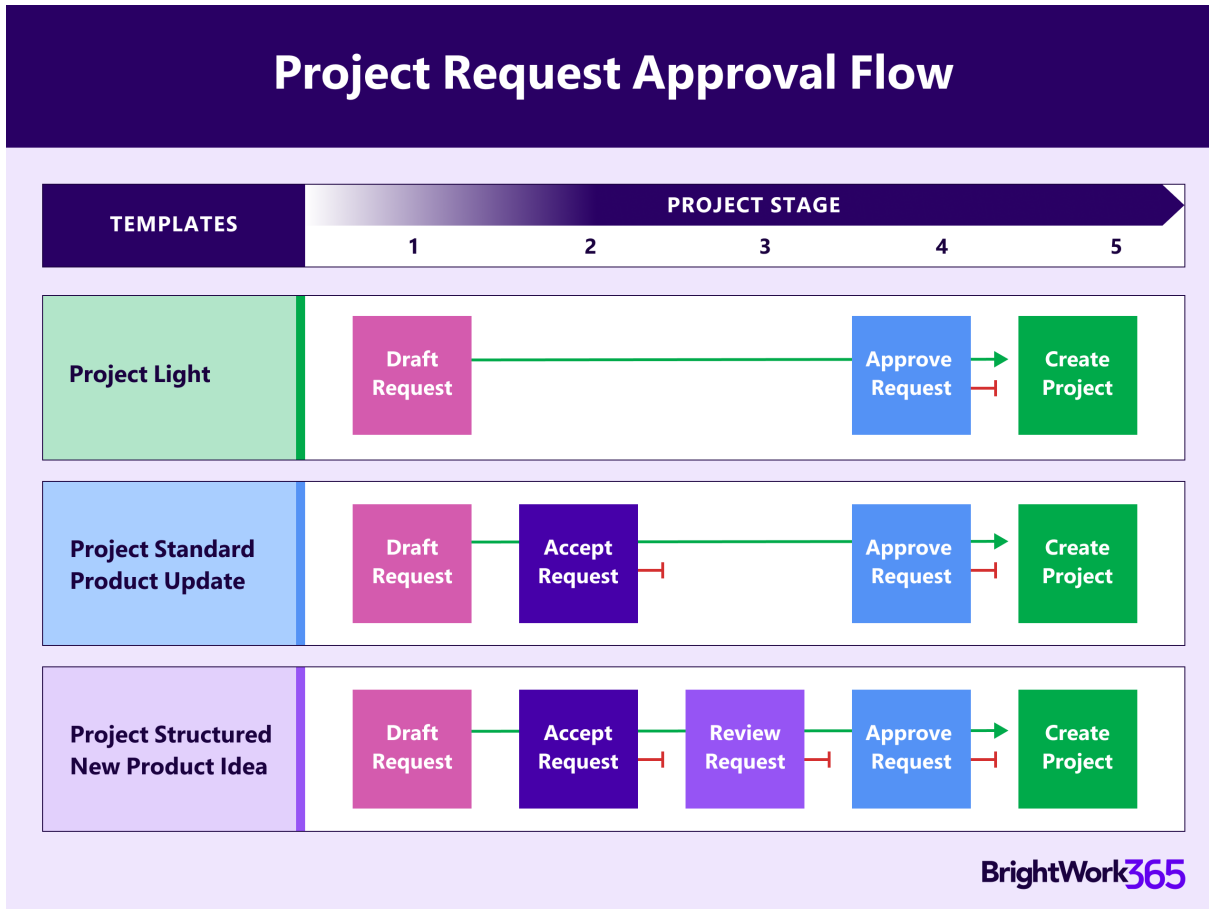 Project Request Approval Flow
TEMPLATES
PROJECT STAGE
1 2 3 4 5
Project Light
Draft
Request
Approve
Request
Create
Project
Project Standard
Product Update
Draft
Request
Accept
Request
Approve
Request
Create
Project
Project Structured
New Product Idea
Draft
Request
Accept
Request
Review
Request
Approve
Request
Create
Project
BrightWork365